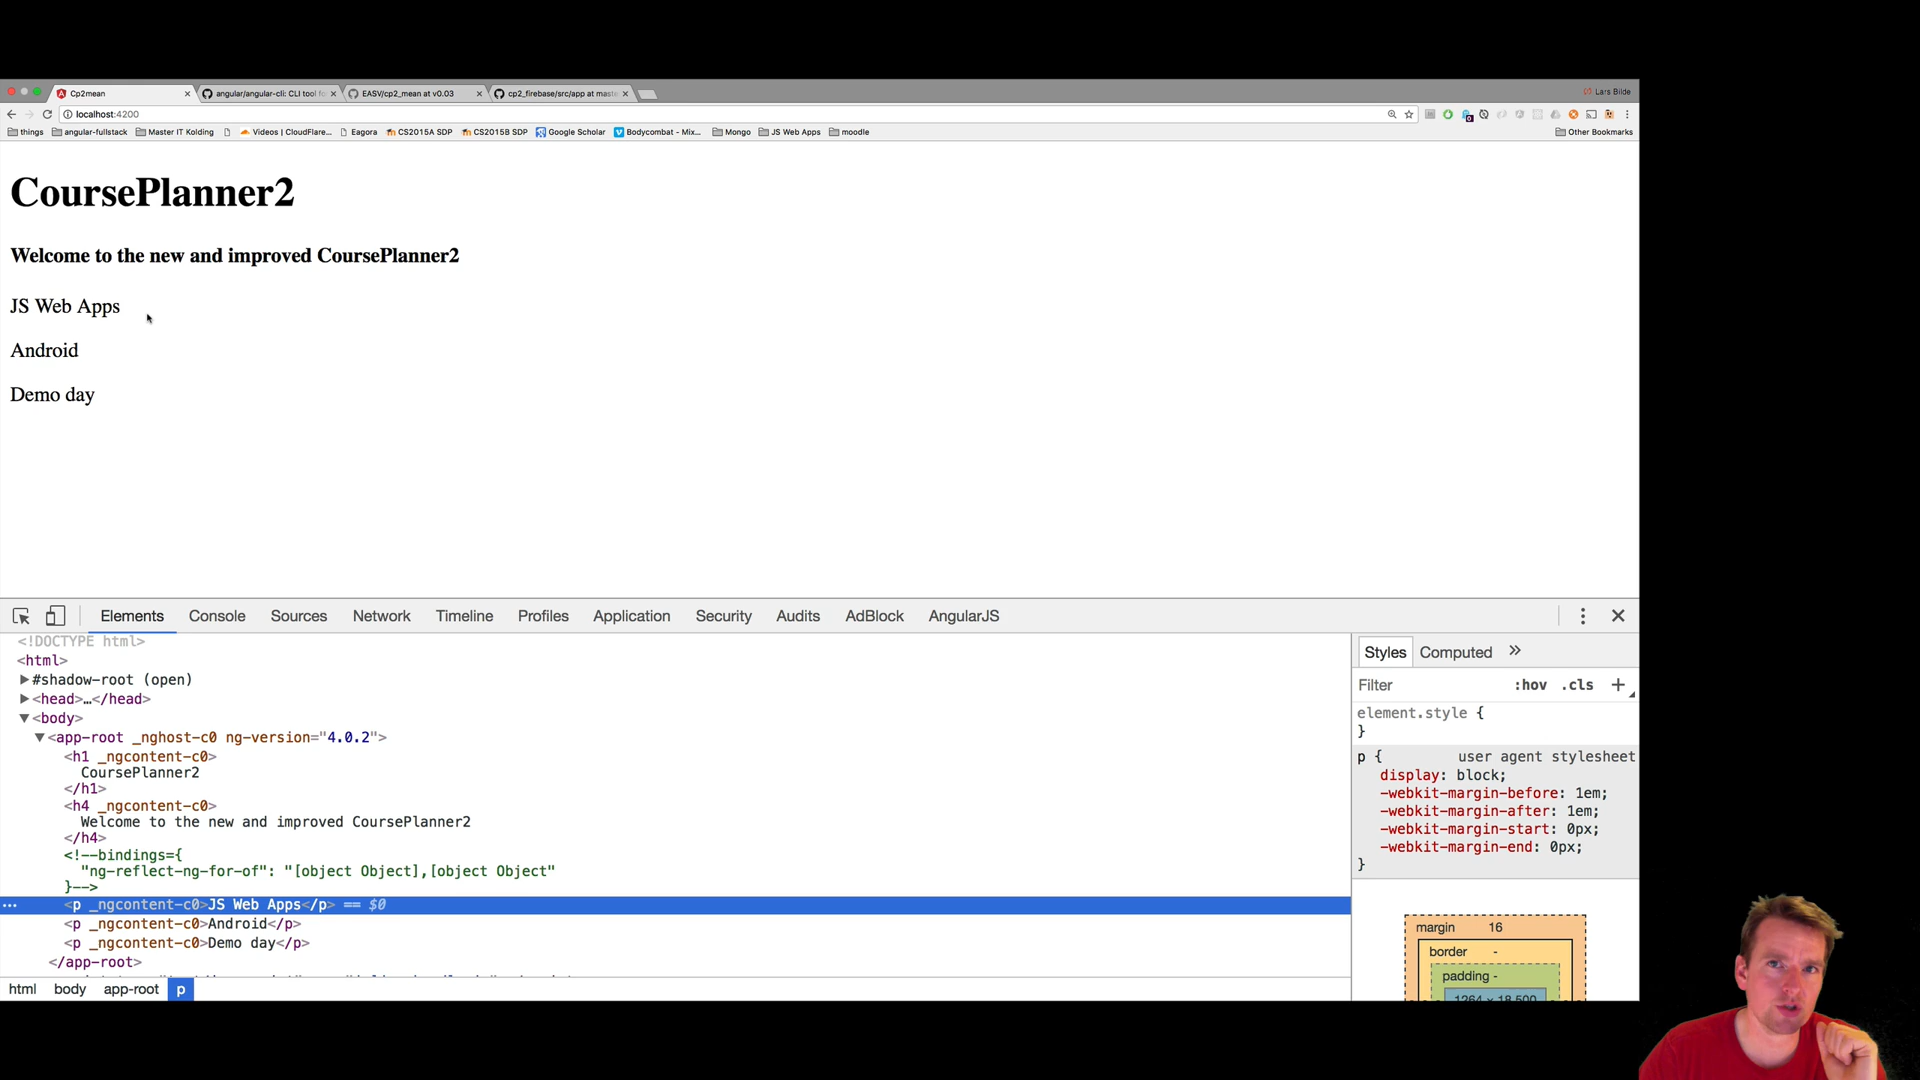 Cp2mean
angular/angular-cli: CLI tool fo
EASV/cp2_mean at v0.03
cp2_firebase/src/app at maste
Lars Bilde
localhost:4200
things
angular-fullstack
Master IT Kolding
Videos | CloudFlare...
Eagora
CS2015A SDP
CS2015B SDP
Google Scholar
Bodycombat - Mix...
Mongo
JS Web Apps
moodle
Other Bookmarks
CoursePlanner2
Welcome to the new and improved CoursePlanner2
JS Web Apps
Android
Demo day
Elements Console Sources Network Timeline Profiles Application Security Audits AdBlock AngularJS
<!DOCTYPE html>
<html>
#shadow-root (open)
<head>…</head>
<body>
<app-root _nghost-c0 ng-version="4.0.2">
<h1 _ngcontent-c0>
CoursePlanner2
</h1>
<h4 _ngcontent-c0>
Welcome to the new and improved CoursePlanner2
</h4>
<!--bindings={
"ng-reflect-ng-for-of": "[object Object],[object Object"
}-->
<p _ngcontent-c0>JS Web Apps</p> == $0
<p _ngcontent-c0>Android</p>
<p _ngcontent-c0>Demo day</p>
</app-root>
html body app-root p
Styles Computed »
Filter :hov .cls +
element.style {
}
p { user agent stylesheet
display: block;
-webkit-margin-before: 1em;
-webkit-margin-after: 1em;
-webkit-margin-start: 0px;
-webkit-margin-end: 0px;
}
margin 16
border -
padding -
1264 × 18.500